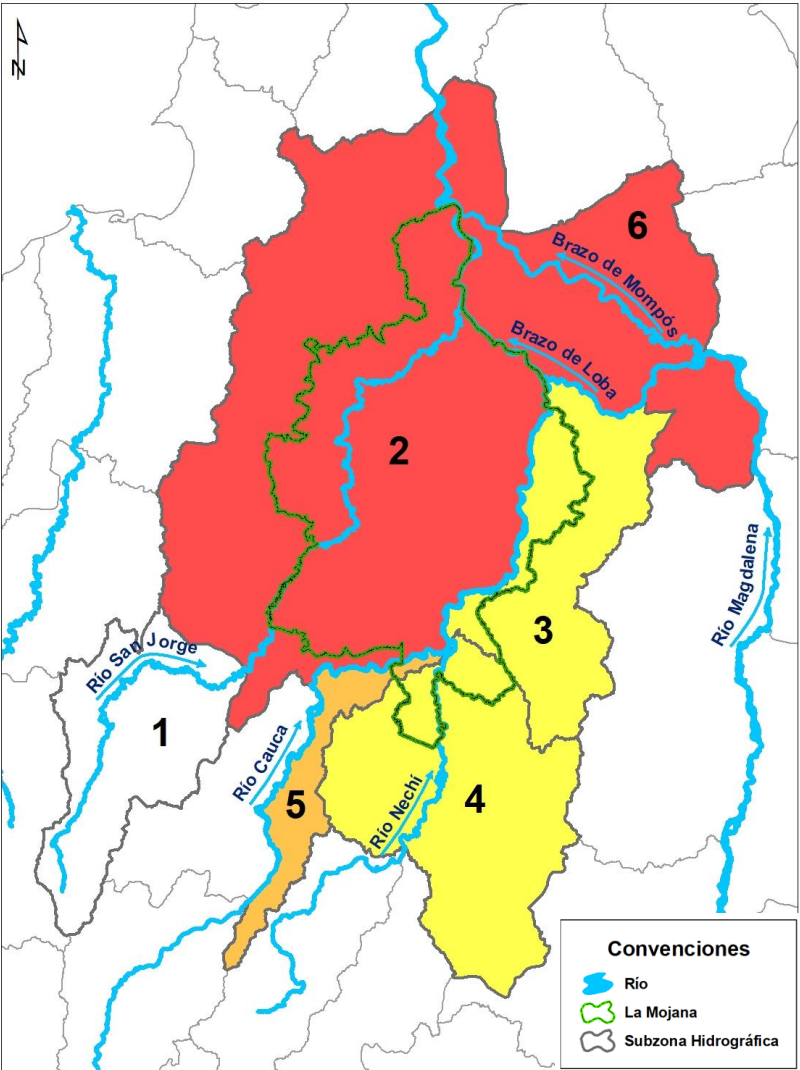 N
6
Brazo de Mompós
Brazo de Loba
2
Río Magdalena
3
Río San Jorge
1
Río Cauca
5
Río Nechí
4
Convenciones
Río
La Mojana
Subzona Hidrográfica